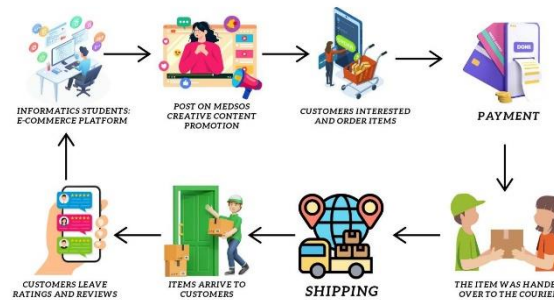 INFORMATICS STUDENTS:
E-COMMERCE PLATFORM
POST ON MEDSOS
CREATIVE CONTENT
PROMOTION
CUSTOMERS INTERESTED
AND ORDER ITEMS
DONE
PAYMENT
CUSTOMERS LEAVE
RATINGS AND REVIEWS
ITEMS ARRIVE TO
CUSTOMERS
SHIPPING
THE ITEM WAS HANDE
OVER TO THE COURIE